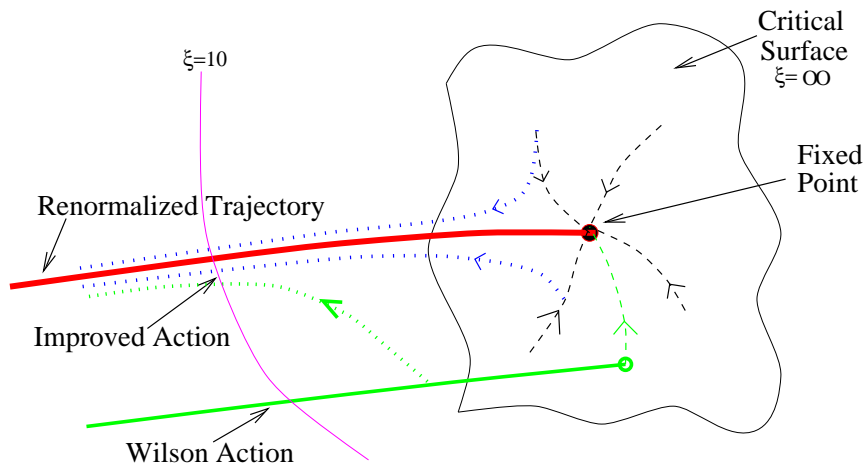 Critical
Surface
ξ= ∞
ξ=10
Fixed
Point
Renormalized Trajectory
Improved Action
Wilson Action